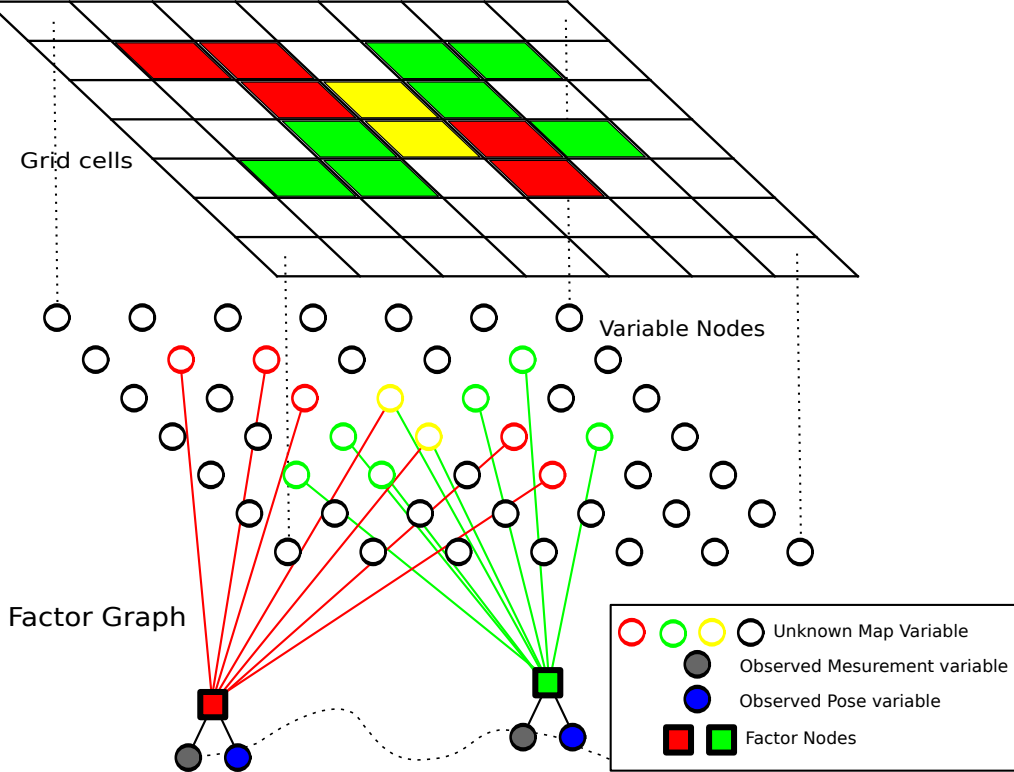 Grid cells
Variable Nodes
Factor Graph
Unknown Map Variable
Observed Mesurement variable
Observed Pose variable
Factor Nodes